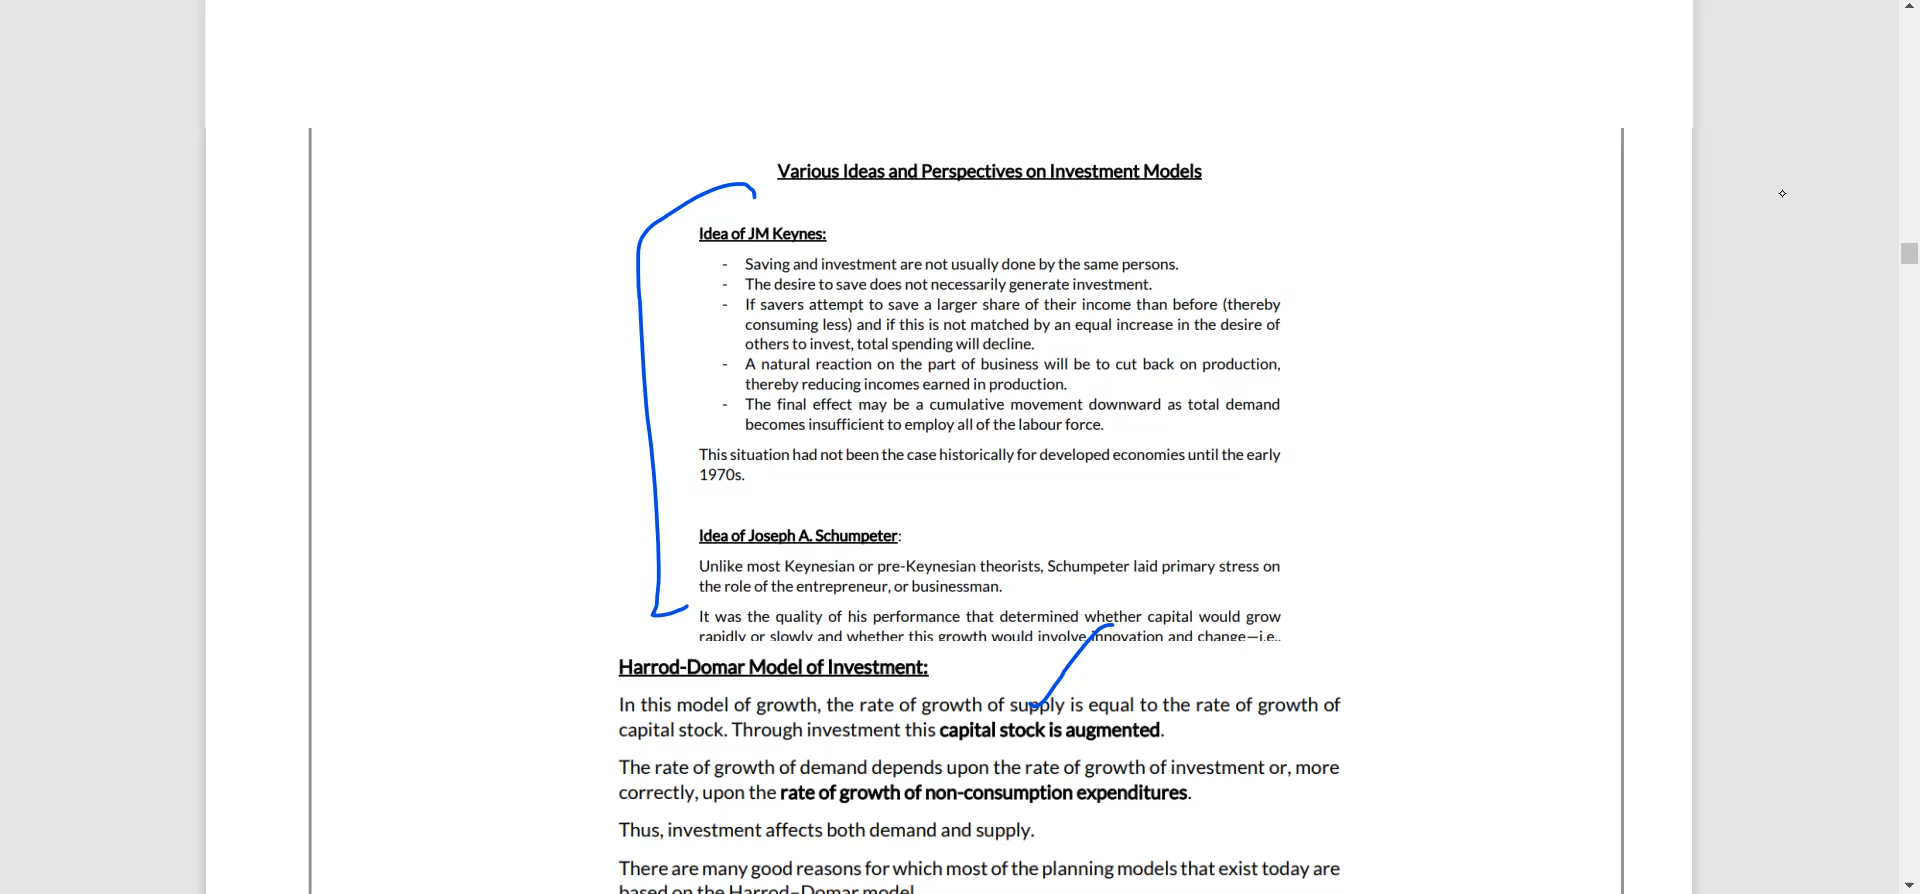 Various Ideas and Perspectives on Investment Models
Idea of JM Keynes:
- Saving and investment are not usually done by the same persons.
- The desire to save does not necessarily generate investment.
- If savers attempt to save a larger share of their income than before (thereby
consuming less) and if this is not matched by an equal increase in the desire of
others to invest, total spending will decline.
- A natural reaction on the part of business will be to cut back on production,
thereby reducing incomes earned in production.
- The final effect may be a cumulative movement downward as total demand
becomes insufficient to employ all of the labour force.
This situation had not been the case historically for developed economies until the early
1970s.
Idea of Joseph A. Schumpeter:
Unlike most Keynesian or pre-Keynesian theorists, Schumpeter laid primary stress on
the role of the entrepreneur, or businessman.
It was the quality of his performance that determined whether capital would grow
rapidly or slowly and whether this growth would involve innovation and change—i.e.,
Harrod-Domar Model of Investment:
In this model of growth, the rate of growth of supply is equal to the rate of growth of
capital stock. Through investment this capital stock is augmented.
The rate of growth of demand depends upon the rate of growth of investment or, more
correctly, upon the rate of growth of non-consumption expenditures.
Thus, investment affects both demand and supply.
There are many good reasons for which most of the planning models that exist today are
based on the Harrod–Domar model.